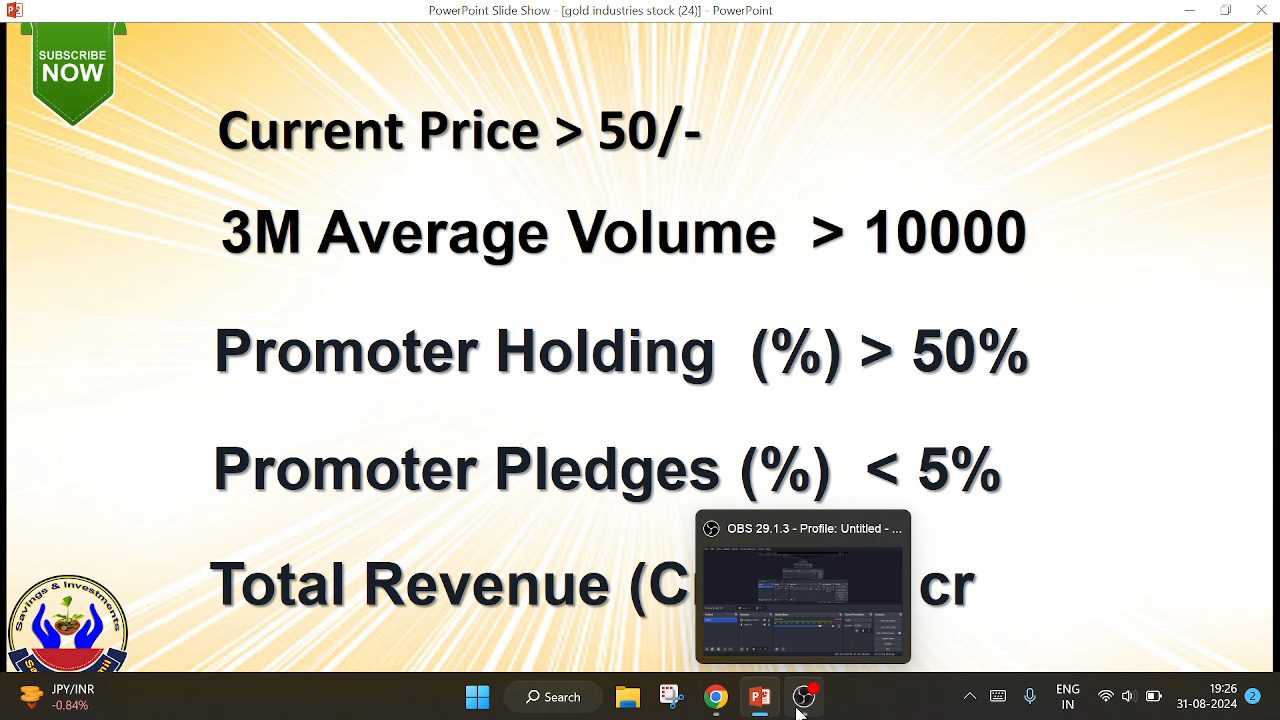 PowerPoint Slide Show - [gold industries stock (24)] - PowerPoint
SUBSCRIBE
NOW
Current Price > 50/-
3M Average Volume > 10000
Promoter Holding (%) > 50%
Promoter Pledges (%) < 5%
OBS 29.1.3 - Profile: Untitled - ...
Total Revenue (C cr
JPY/INR
-0.84%
Search
ENG
IN
19:26
31-08-2024
2